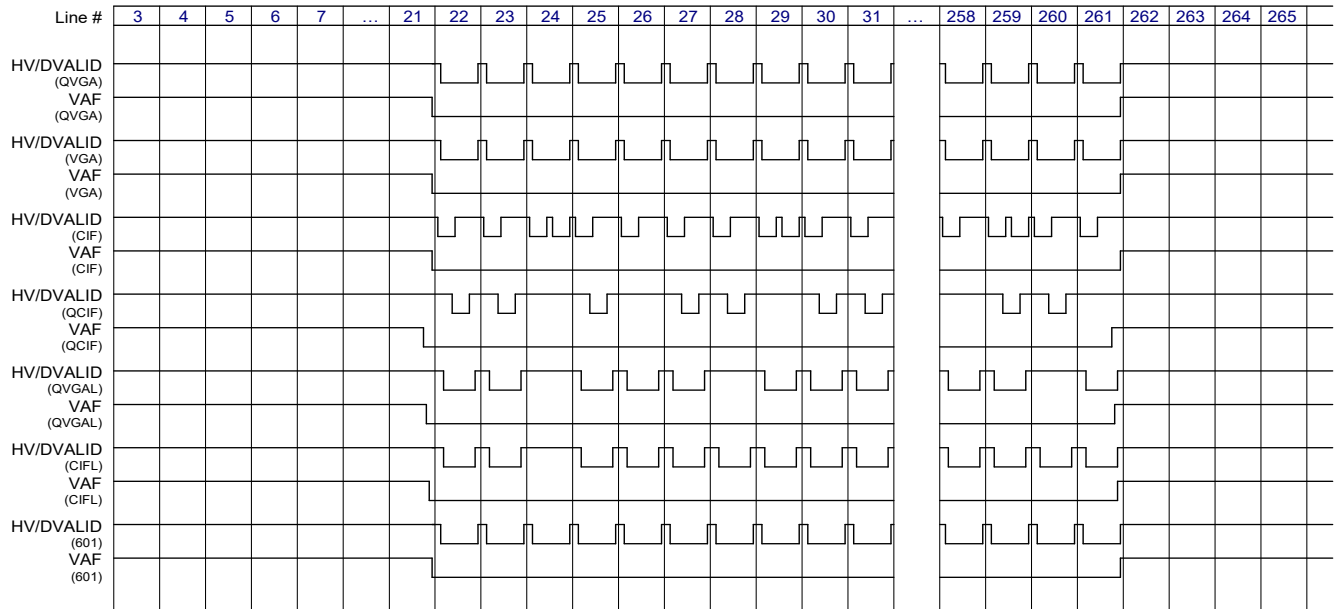 Line # 3 4 5 6 7 … 21 22 23 24 25 26 27 28 29 30 31 … 258 259 260 261 262 263 264 265
HV/DVALID
(QVGA)
VAF
(QVGA)
HV/DVALID
(VGA)
VAF
(VGA)
HV/DVALID
(CIF)
VAF
(CIF)
HV/DVALID
(QCIF)
VAF
(QCIF)
HV/DVALID
(QVGAL)
VAF
(QVGAL)
HV/DVALID
(CIFL)
VAF
(CIFL)
HV/DVALID
(601)
VAF
(601)